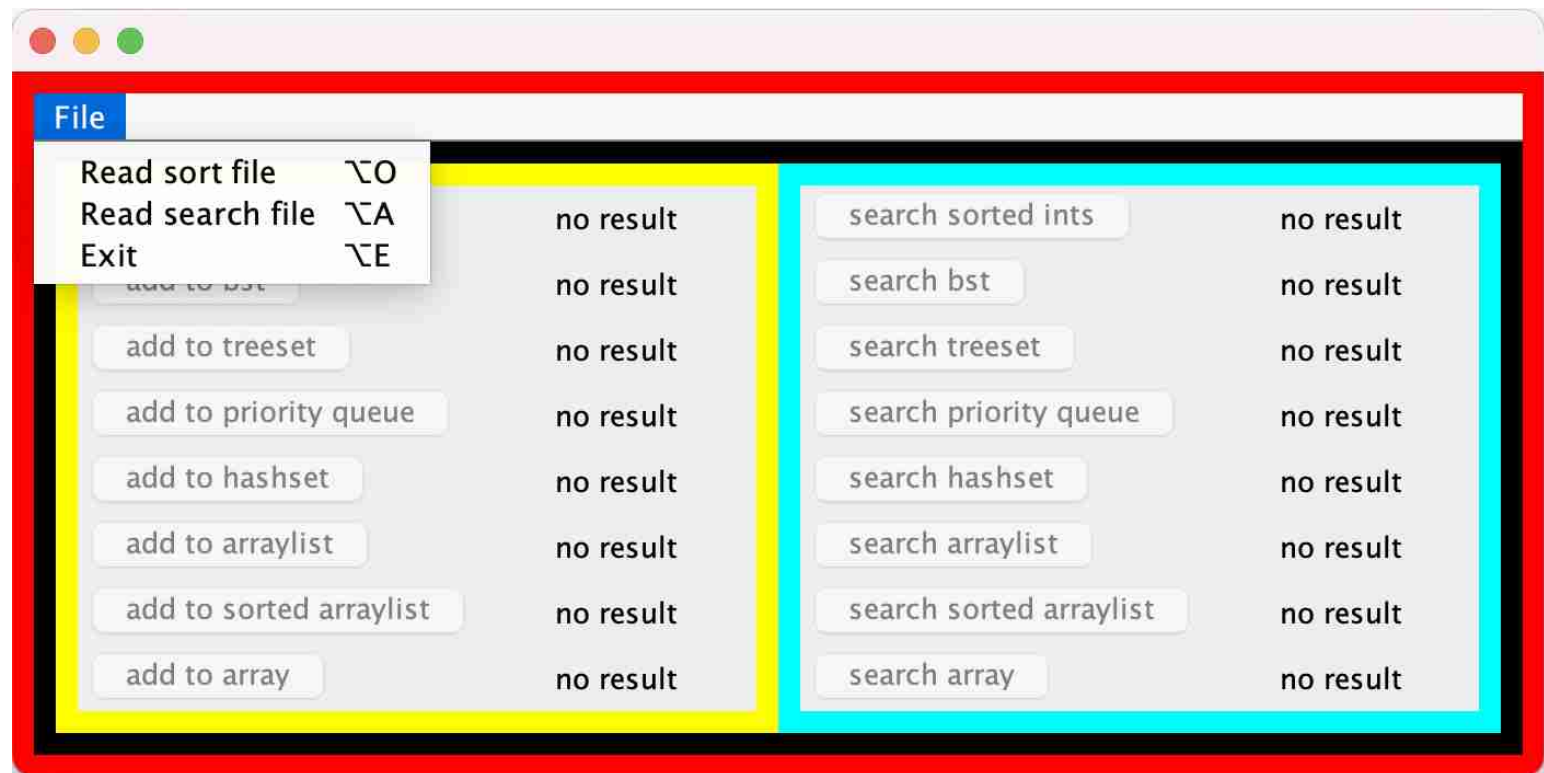 File
Read sort file ⌥O
Read search file ⌥A
Exit ⌥E
no result
add to bst no result
add to treeset no result
add to priority queue no result
add to hashset no result
add to arraylist no result
add to sorted arraylist no result
add to array no result
search sorted ints no result
search bst no result
search treeset no result
search priority queue no result
search hashset no result
search arraylist no result
search sorted arraylist no result
search array no result